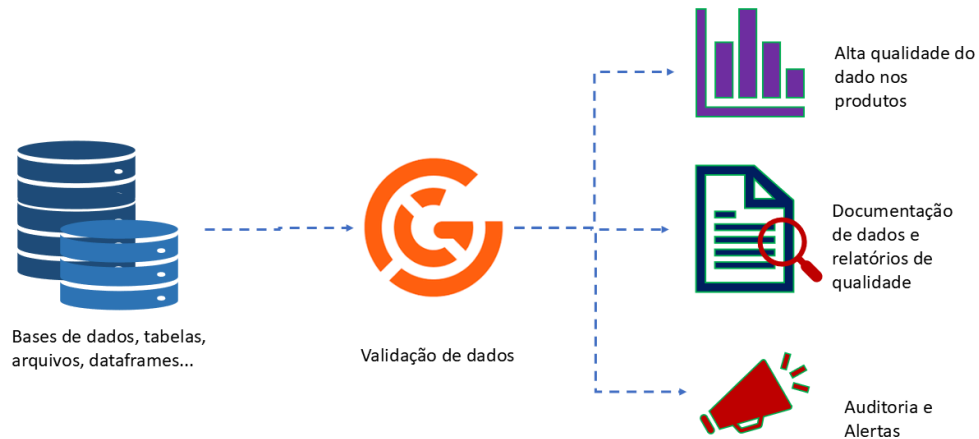 Bases de dados, tabelas,
arquivos, dataframes...
Validação de dados
Alta qualidade do
dado nos
produtos
Documentação
de dados e
relatórios de
qualidade
Auditoria e
Alertas